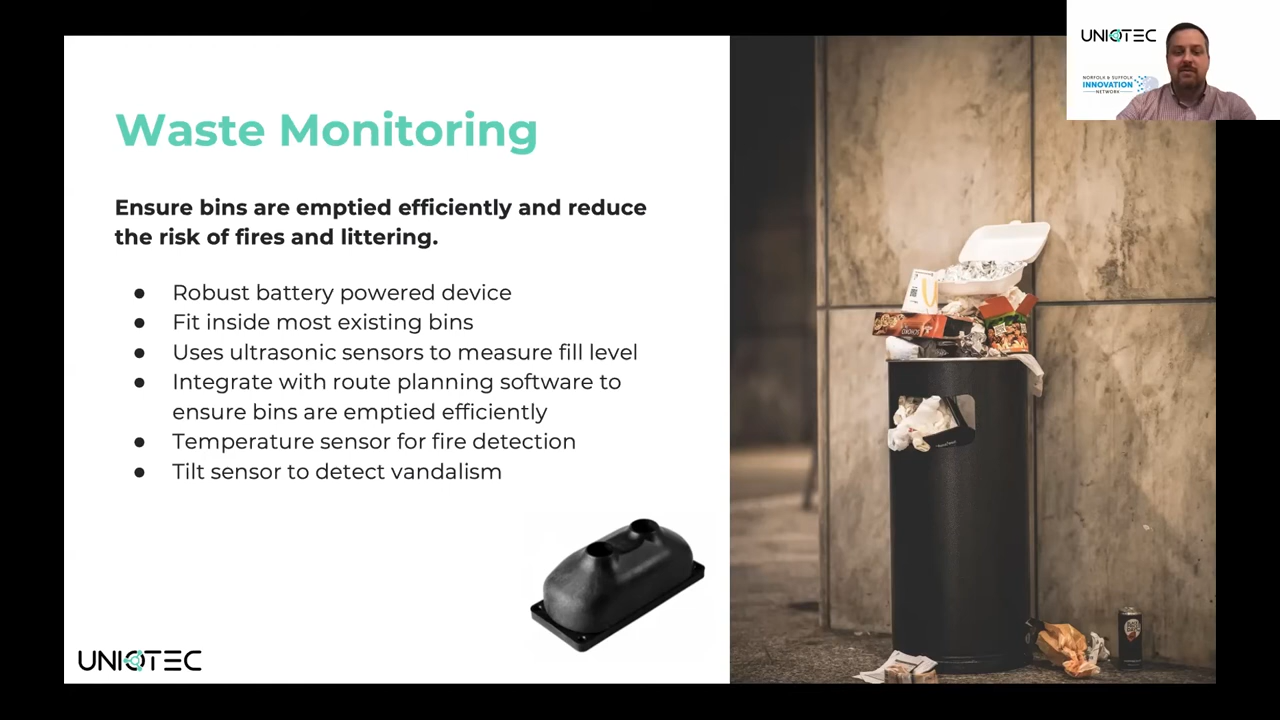 Waste Monitoring
Ensure bins are emptied efficiently and reduce
the risk of fires and littering.
● Robust battery powered device
● Fit inside most existing bins
● Uses ultrasonic sensors to measure fill level
● Integrate with route planning software to
ensure bins are emptied efficiently
● Temperature sensor for fire detection
● Tilt sensor to detect vandalism
UNIOTEC
UNIOTEC
NORFOLK & SUFFOLK
INNOVATION
NETWORK